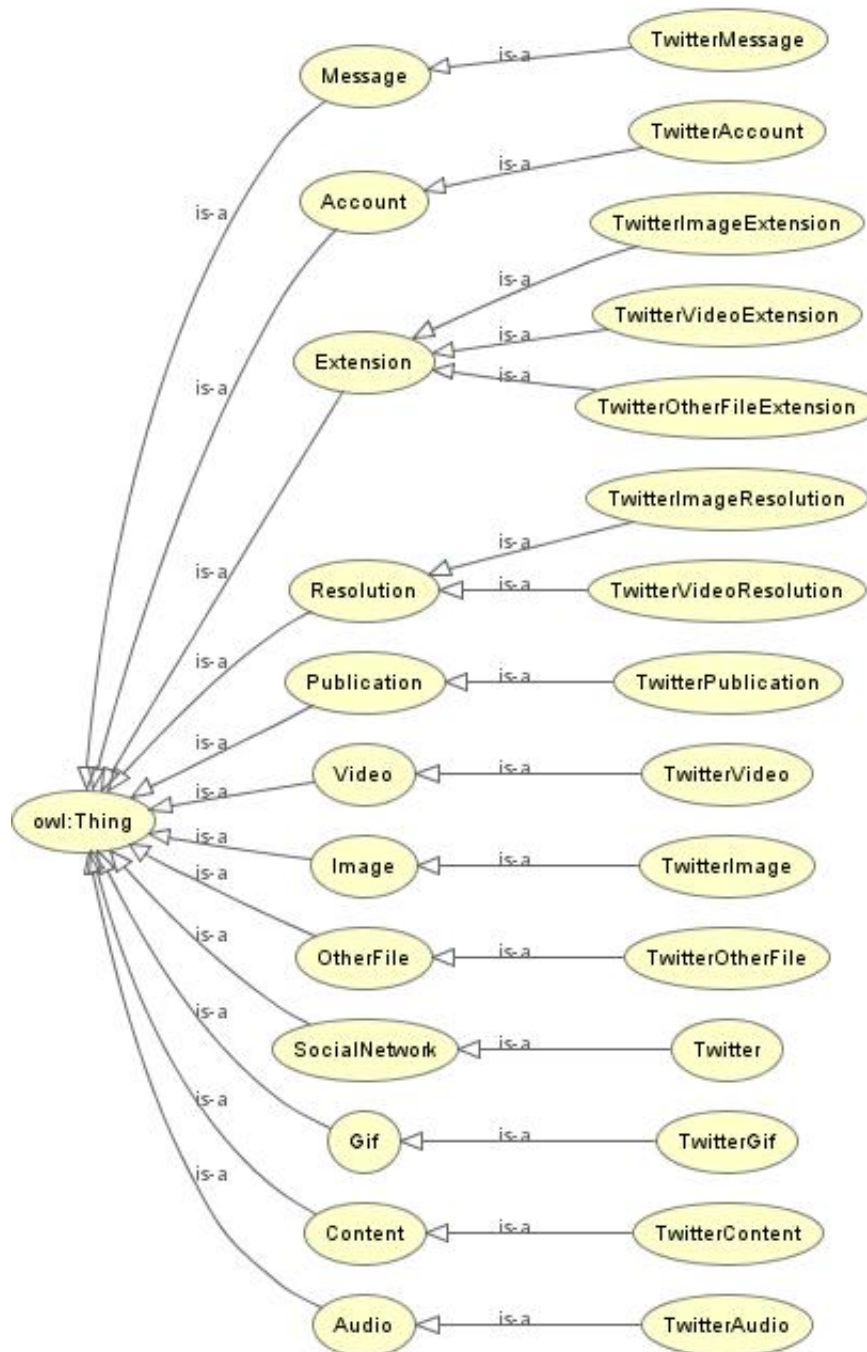 TwitterMessage
is-a
Message
TwitterAccount
is-a
is-a
Account
TwitterImageExtension
is-a
TwitterVideoExtension
is-a
Extension
is-a
is-a
TwitterOtherFileExtension
TwitterImageResolution
is-a
is-a
Resolution
is-a
TwitterVideoResolution
is-a
Publication
is-a
TwitterPublication
is-a
Video
is-a
TwitterVideo
owl:Thing
is-a
is-a
Image
is-a
TwitterImage
is-a
OtherFile
is-a
TwitterOtherFile
is-a
SocialNetwork
is-a
Twitter
is-a
Gif
is-a
TwitterGif
is-a
Content
is-a
TwitterContent
is-a
Audio
is-a
TwitterAudio